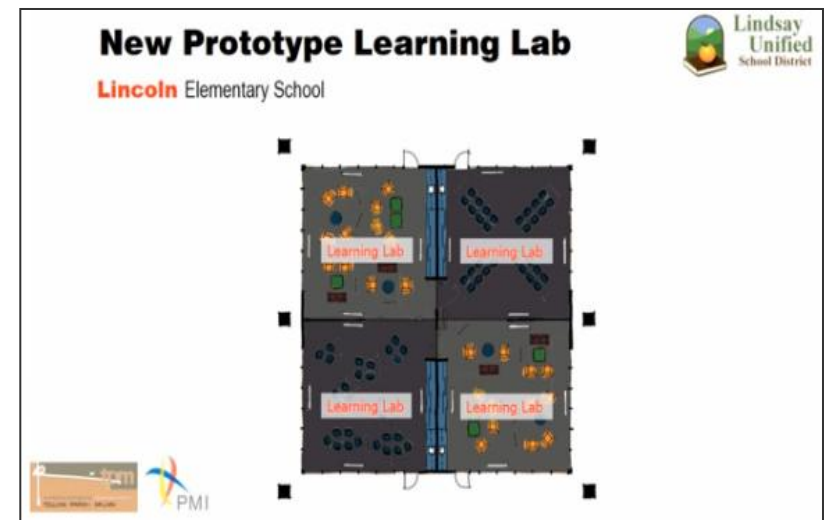 New Prototype Learning Lab
Lincoln Elementary School
Lindsay
Unified
School District
Learning Lab
Learning Lab
Learning Lab
Learning Lab
tpm
PMI